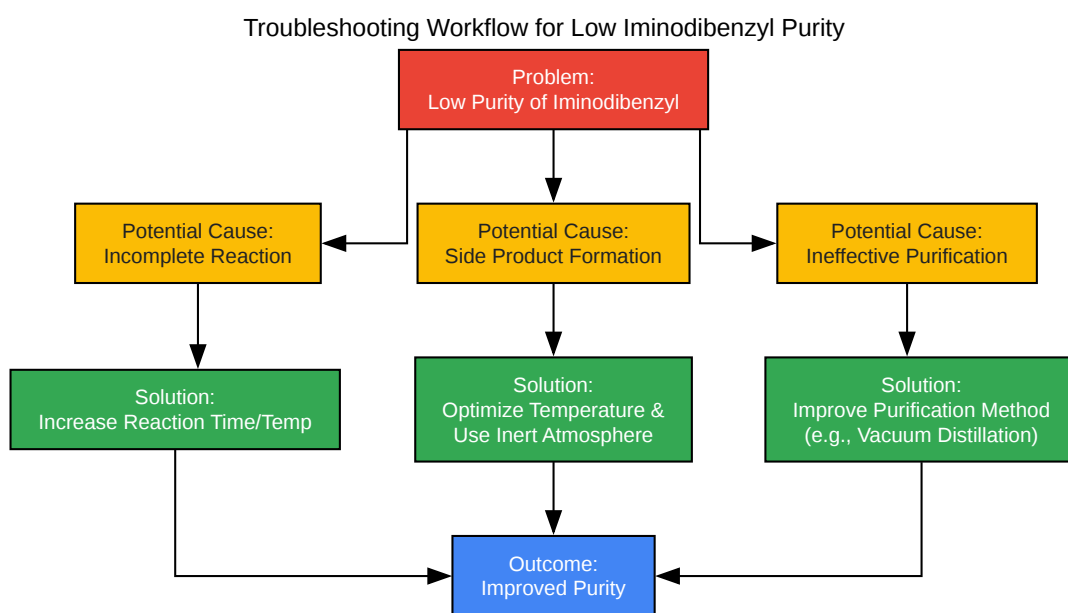 Troubleshooting Workflow for Low Iminodibenzyl Purity
Problem:
Low Purity of Iminodibenzyl
Potential Cause:
Incomplete Reaction
Potential Cause:
Side Product Formation
Potential Cause:
Ineffective Purification
Solution:
Increase Reaction Time/Temp
Solution:
Optimize Temperature &
Use Inert Atmosphere
Solution:
Improve Purification Method
(e.g., Vacuum Distillation)
Outcome:
Improved Purity